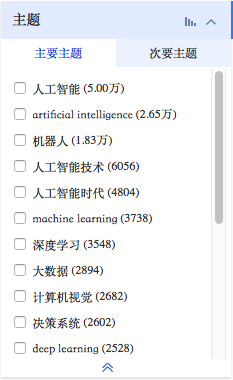 主题
主要主题 次要主题
人工智能 (5.00万)
artificial intelligence (2.65万)
机器人 (1.83万)
人工智能技术 (6056)
人工智能时代 (4804)
machine learning (3738)
深度学习 (3548)
大数据 (2894)
计算机视觉 (2682)
决策系统 (2602)
deep learning (2528)